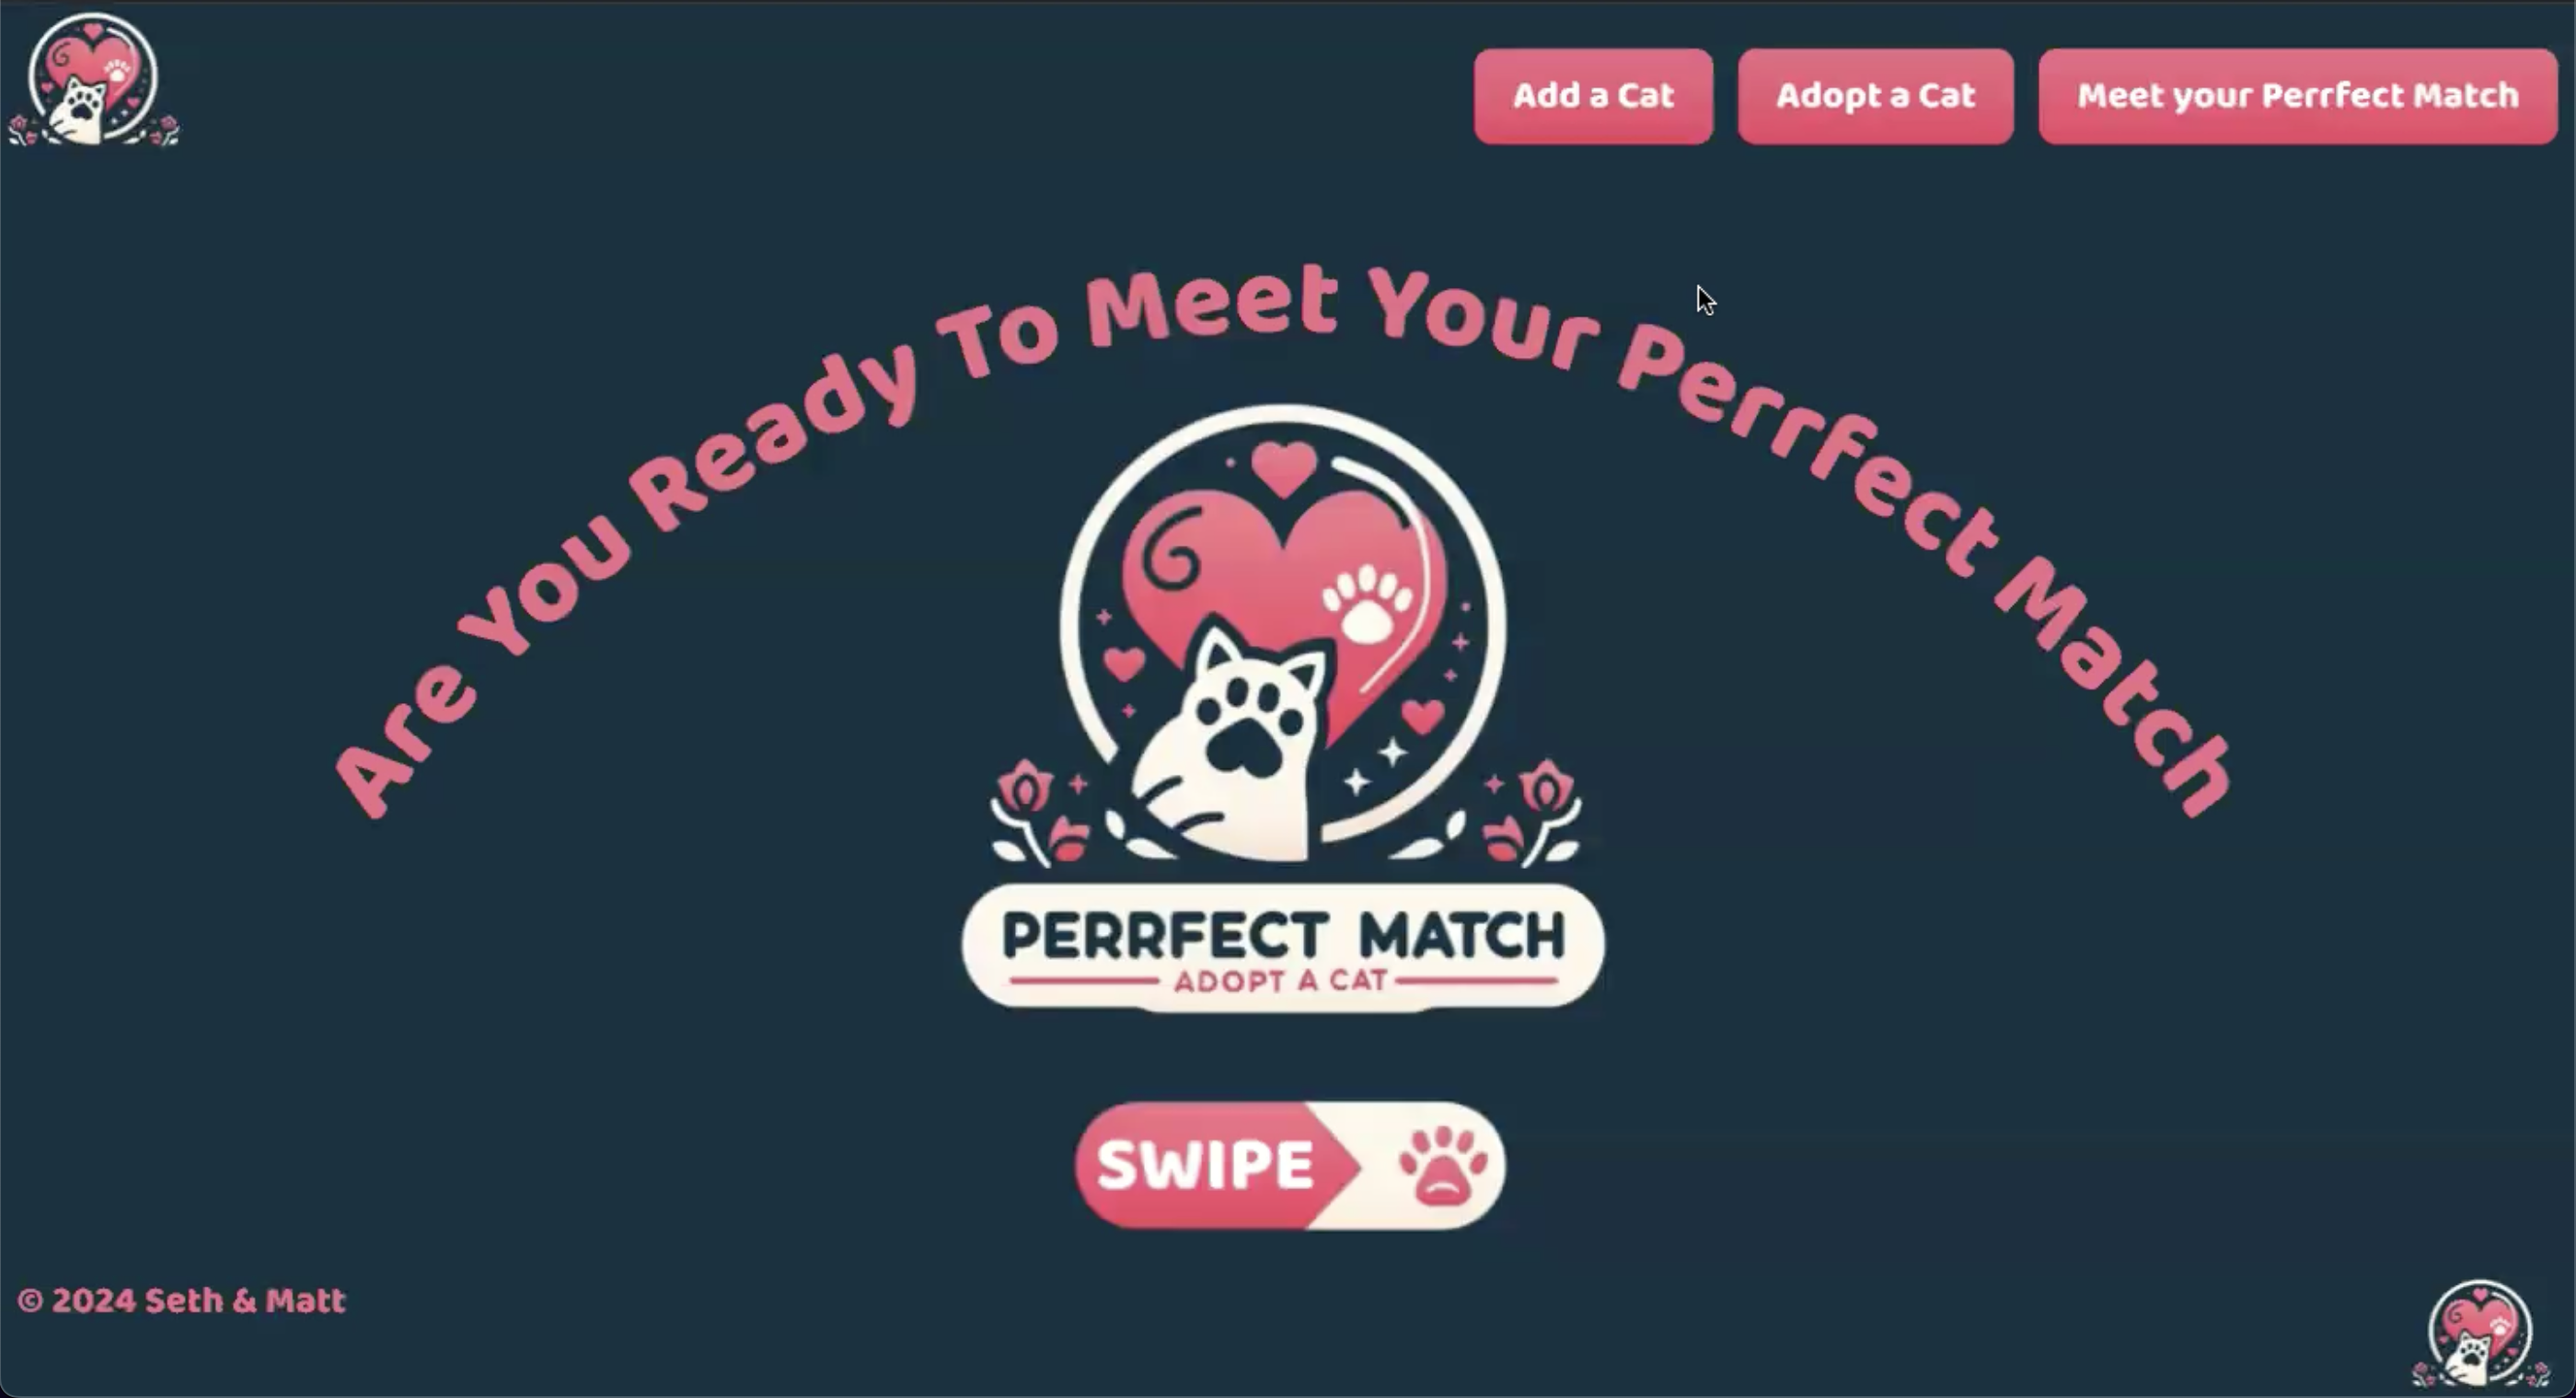 Add a Cat
Adopt a Cat
Meet your Perrfect Match
Are You Ready To Meet Your Perrfect Match
PERRFECT MATCH
ADOPT A CAT
SWIPE
© 2024 Seth & Matt